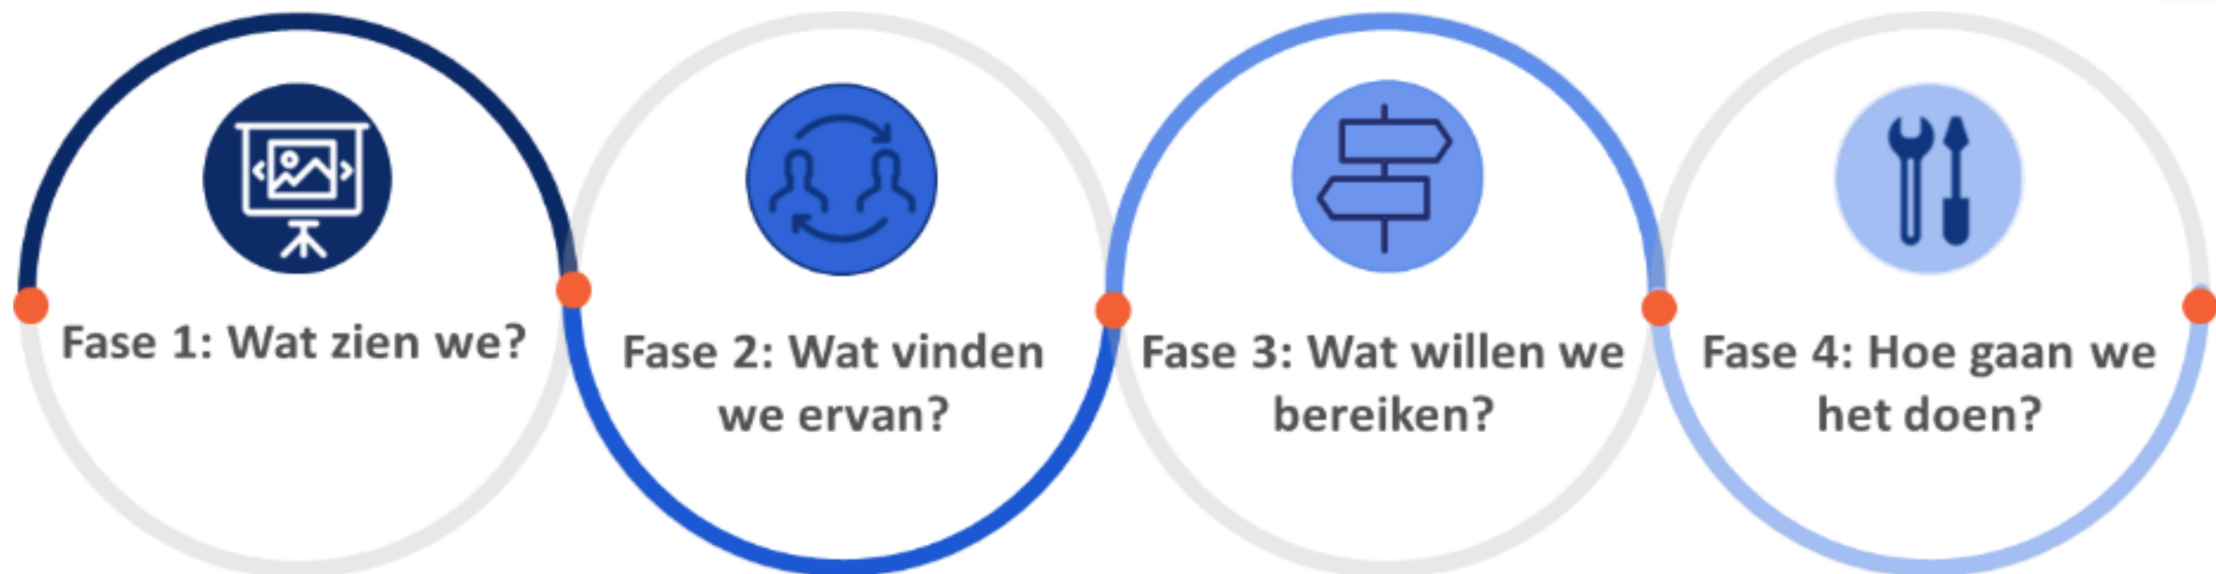 Fase 1: Wat zien we?
Fase 2: Wat vinden
we ervan?
Fase 3: Wat willen we
bereiken?
Fase 4: Hoe gaan we
het doen?